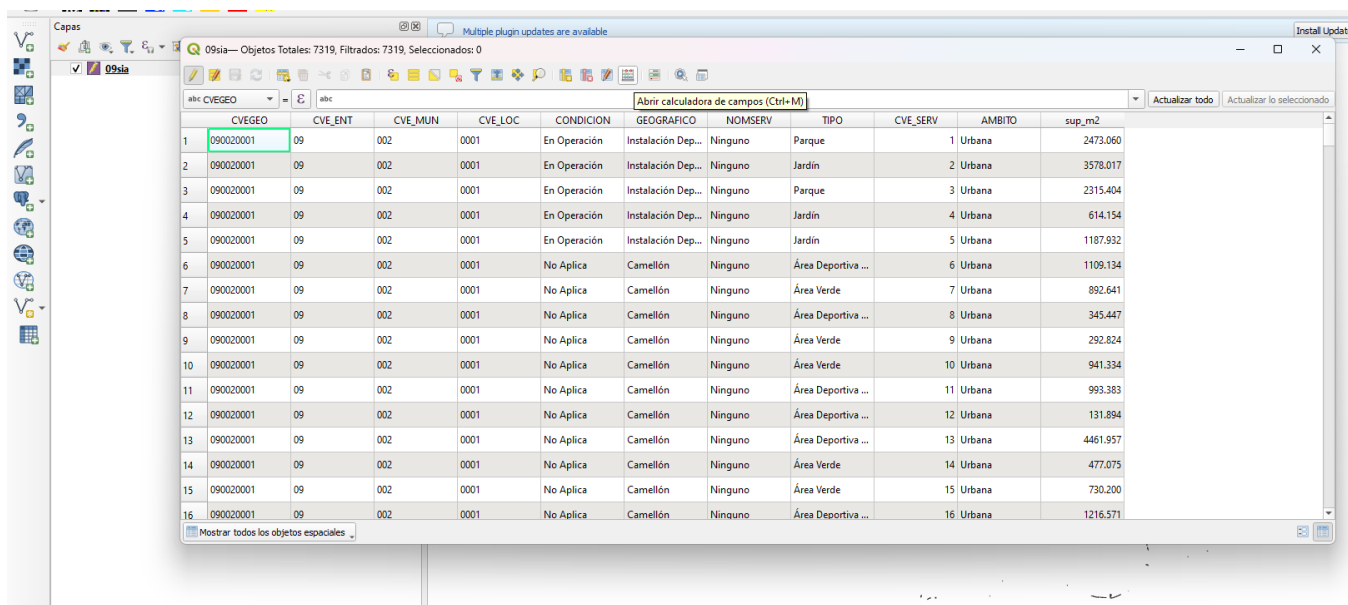 Capas
Multiple plugin updates are available
Install Updat
09sia— Objetos Totales: 7319, Filtrados: 7319, Seleccionados: 0
09sia
abc CVEGEO = ε abc Actualizar todo Actualizar lo seleccionado
Abrir calculadora de campos (Ctrl+M)
CVEGEO CVE_ENT CVE_MUN CVE_LOC CONDICION GEOGRAFICO NOMSERV TIPO CVE_SERV AMBITO sup_m2
1 090020001 09 002 0001 En Operación Instalación Dep... Ninguno Parque 1 Urbana 2473.060
2 090020001 09 002 0001 En Operación Instalación Dep... Ninguno Jardín 2 Urbana 3578.017
3 090020001 09 002 0001 En Operación Instalación Dep... Ninguno Parque 3 Urbana 2315.404
4 090020001 09 002 0001 En Operación Instalación Dep... Ninguno Jardín 4 Urbana 614.154
5 090020001 09 002 0001 En Operación Instalación Dep... Ninguno Jardín 5 Urbana 1187.932
6 090020001 09 002 0001 No Aplica Camellón Ninguno Área Deportiva ... 6 Urbana 1109.134
7 090020001 09 002 0001 No Aplica Camellón Ninguno Área Verde 7 Urbana 892.641
8 090020001 09 002 0001 No Aplica Camellón Ninguno Área Deportiva ... 8 Urbana 345.447
9 090020001 09 002 0001 No Aplica Camellón Ninguno Área Verde 9 Urbana 292.824
10 090020001 09 002 0001 No Aplica Camellón Ninguno Área Verde 10 Urbana 941.334
11 090020001 09 002 0001 No Aplica Camellón Ninguno Área Deportiva ... 11 Urbana 993.383
12 090020001 09 002 0001 No Aplica Camellón Ninguno Área Deportiva ... 12 Urbana 131.894
13 090020001 09 002 0001 No Aplica Camellón Ninguno Área Deportiva ... 13 Urbana 4461.957
14 090020001 09 002 0001 No Aplica Camellón Ninguno Área Verde 14 Urbana 477.075
15 090020001 09 002 0001 No Aplica Camellón Ninguno Área Verde 15 Urbana 730.200
16 090020001 09 002 0001 No Aplica Camellón Ninguno Área Deportiva ... 16 Urbana 1216.571
Mostrar todos los objetos espaciales